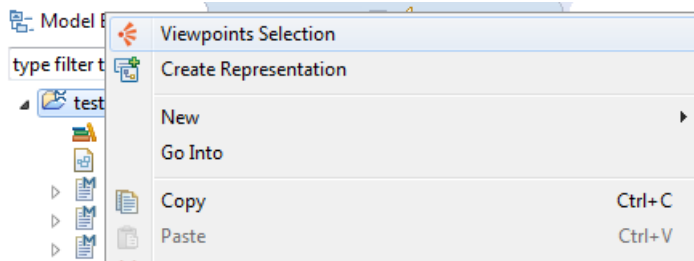 Model E
type filter t
test
Viewpoints Selection
Create Representation
New
Go Into
Copy Ctrl+C
Paste Ctrl+V